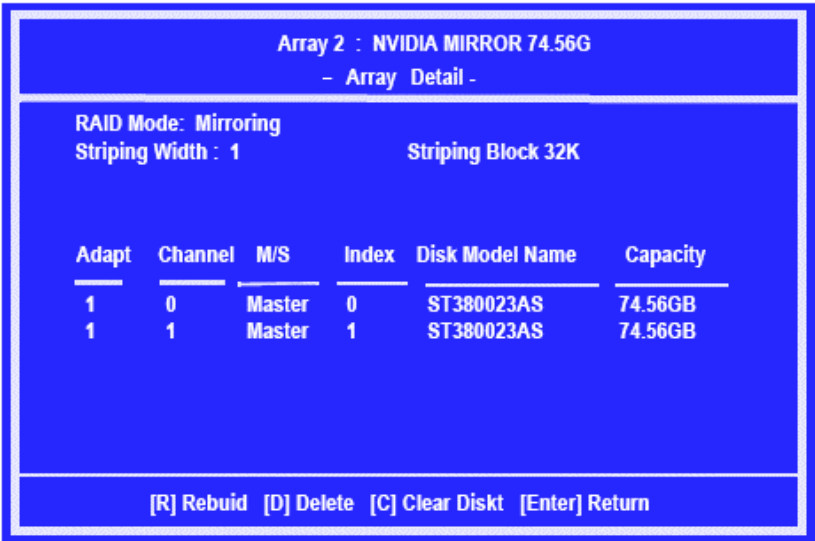 Array 2 : NVIDIA MIRROR 74.56G
– Array Detail -
RAID Mode: Mirroring
Striping Width : 1 Striping Block 32K
Adapt Channel M/S Index Disk Model Name Capacity
1 0 Master 0 ST380023AS 74.56GB
1 1 Master 1 ST380023AS 74.56GB
[R] Rebuid [D] Delete [C] Clear Diskt [Enter] Return